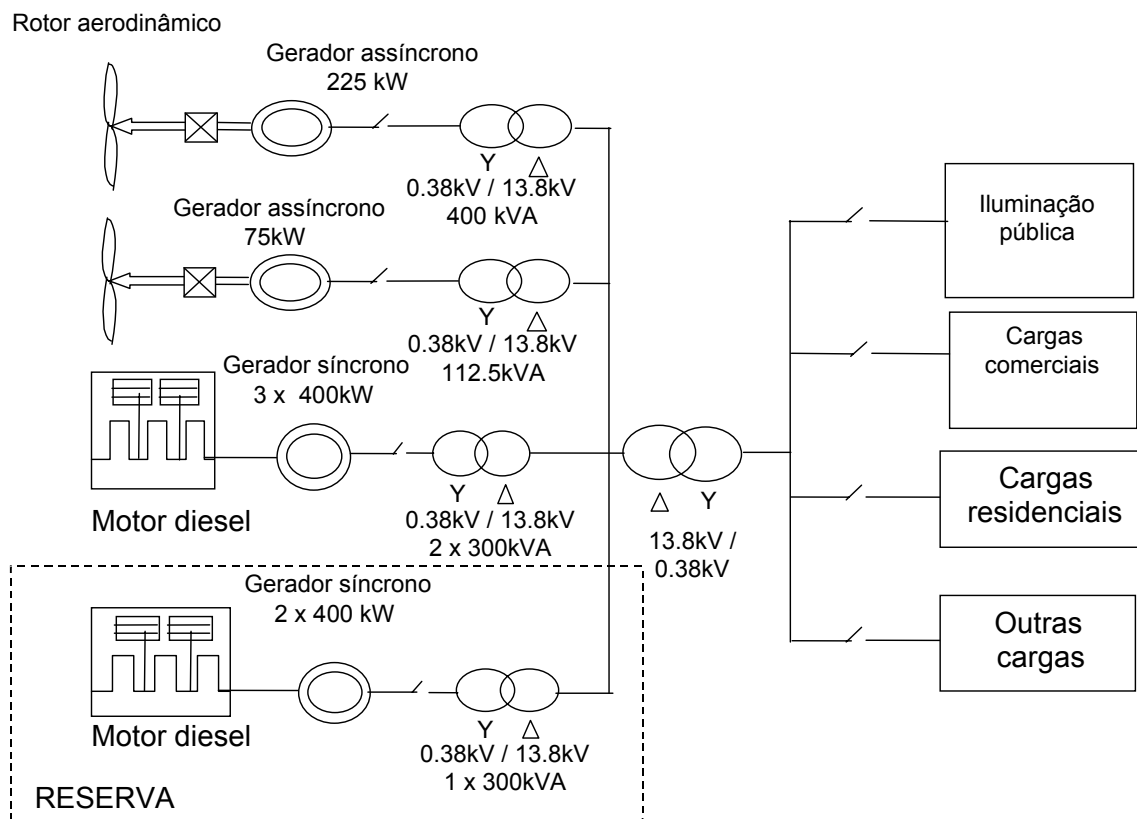 Rotor aerodinâmico
Gerador assíncrono
225 kW
Y
0.38kV / 13.8kV
400 kVA
Gerador assíncrono
75kW
Y
0.38kV / 13.8kV
112.5kVA
Gerador síncrono
3 x 400kW
Motor diesel
Y
0.38kV / 13.8kV
2 x 300kVA
Y
13.8kV /
0.38kV
Gerador síncrono
2 x 400 kW
Motor diesel
Y
0.38kV / 13.8kV
1 x 300kVA
RESERVA
Iluminação
pública
Cargas
comerciais
Cargas
residenciais
Outras
cargas